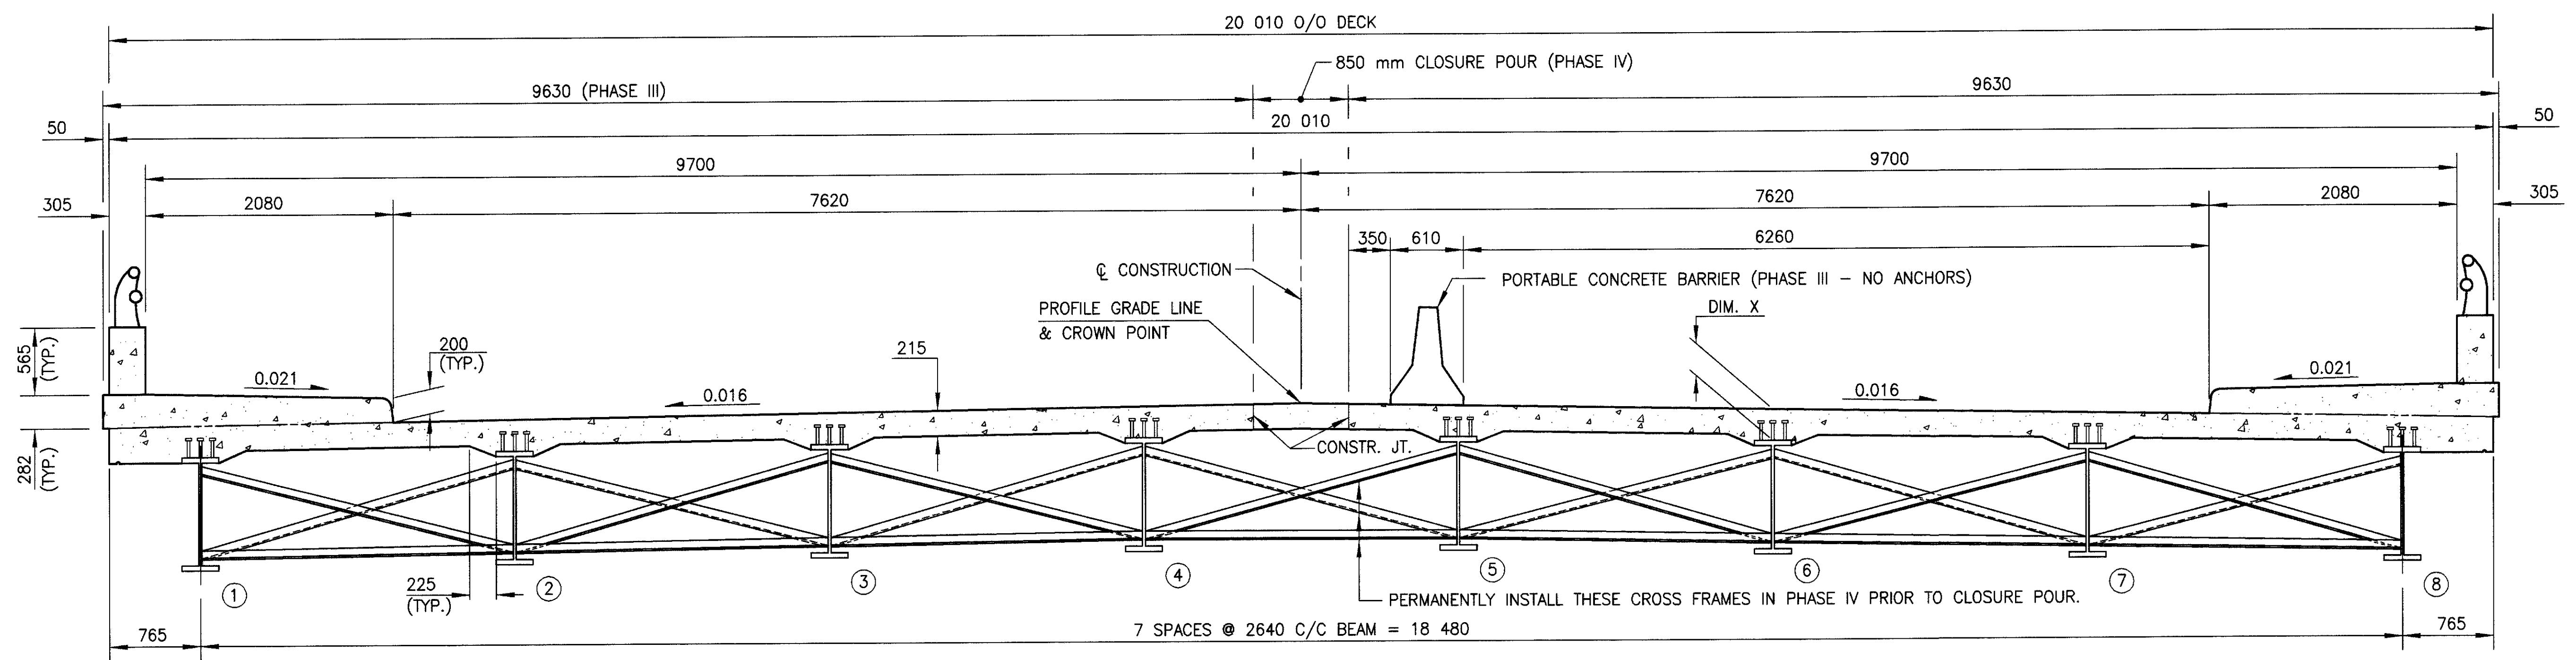 20 010 O/O DECK
850 mm CLOSURE POUR (PHASE IV)
9630 (PHASE III)
9630
50
20 010
50
9700
9700
305
2080
7620
7620
2080
305
350
610
6260
℄ CONSTRUCTION
PORTABLE CONCRETE BARRIER (PHASE III - NO ANCHORS)
PROFILE GRADE LINE
& CROWN POINT
DIM. X
565
(TYP.)
200
(TYP.)
215
0.021
0.016
0.016
0.021
CONSTR. JT.
282
(TYP.)
1
2
3
4
5
6
7
8
225
(TYP.)
PERMANENTLY INSTALL THESE CROSS FRAMES IN PHASE IV PRIOR TO CLOSURE POUR.
765
7 SPACES @ 2640 C/C BEAM = 18 480
765